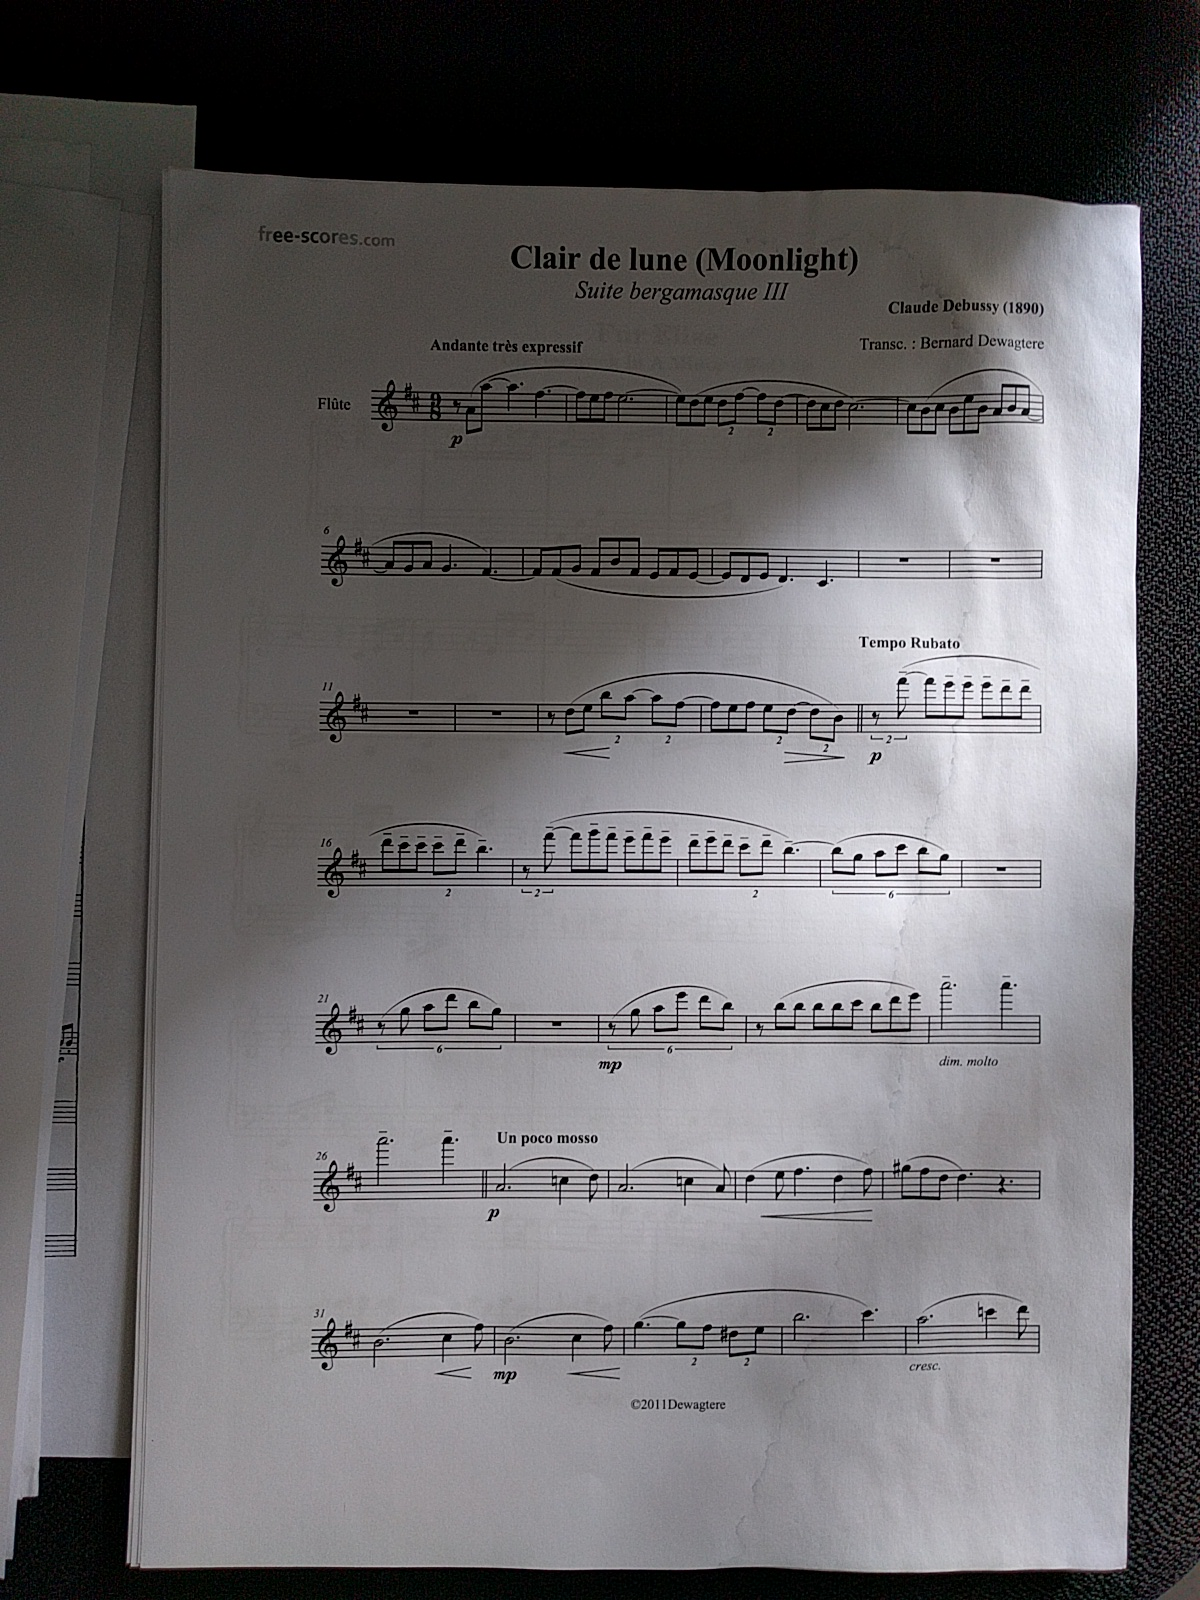 free-scores.com
Clair de lune (Moonlight)
Suite bergamasque III
Claude Debussy (1890)
Andante très expressif
Transc. : Bernard Dewagtere
Flûte
9
8
p
2 2
6
Tempo Rubato
11
2 2 2 2 2
p
16
2 2 2 6
21
6 mp 6 dim. molto
Un poco mosso
26
p
31
mp 2 2 cresc.
©2011Dewagtere